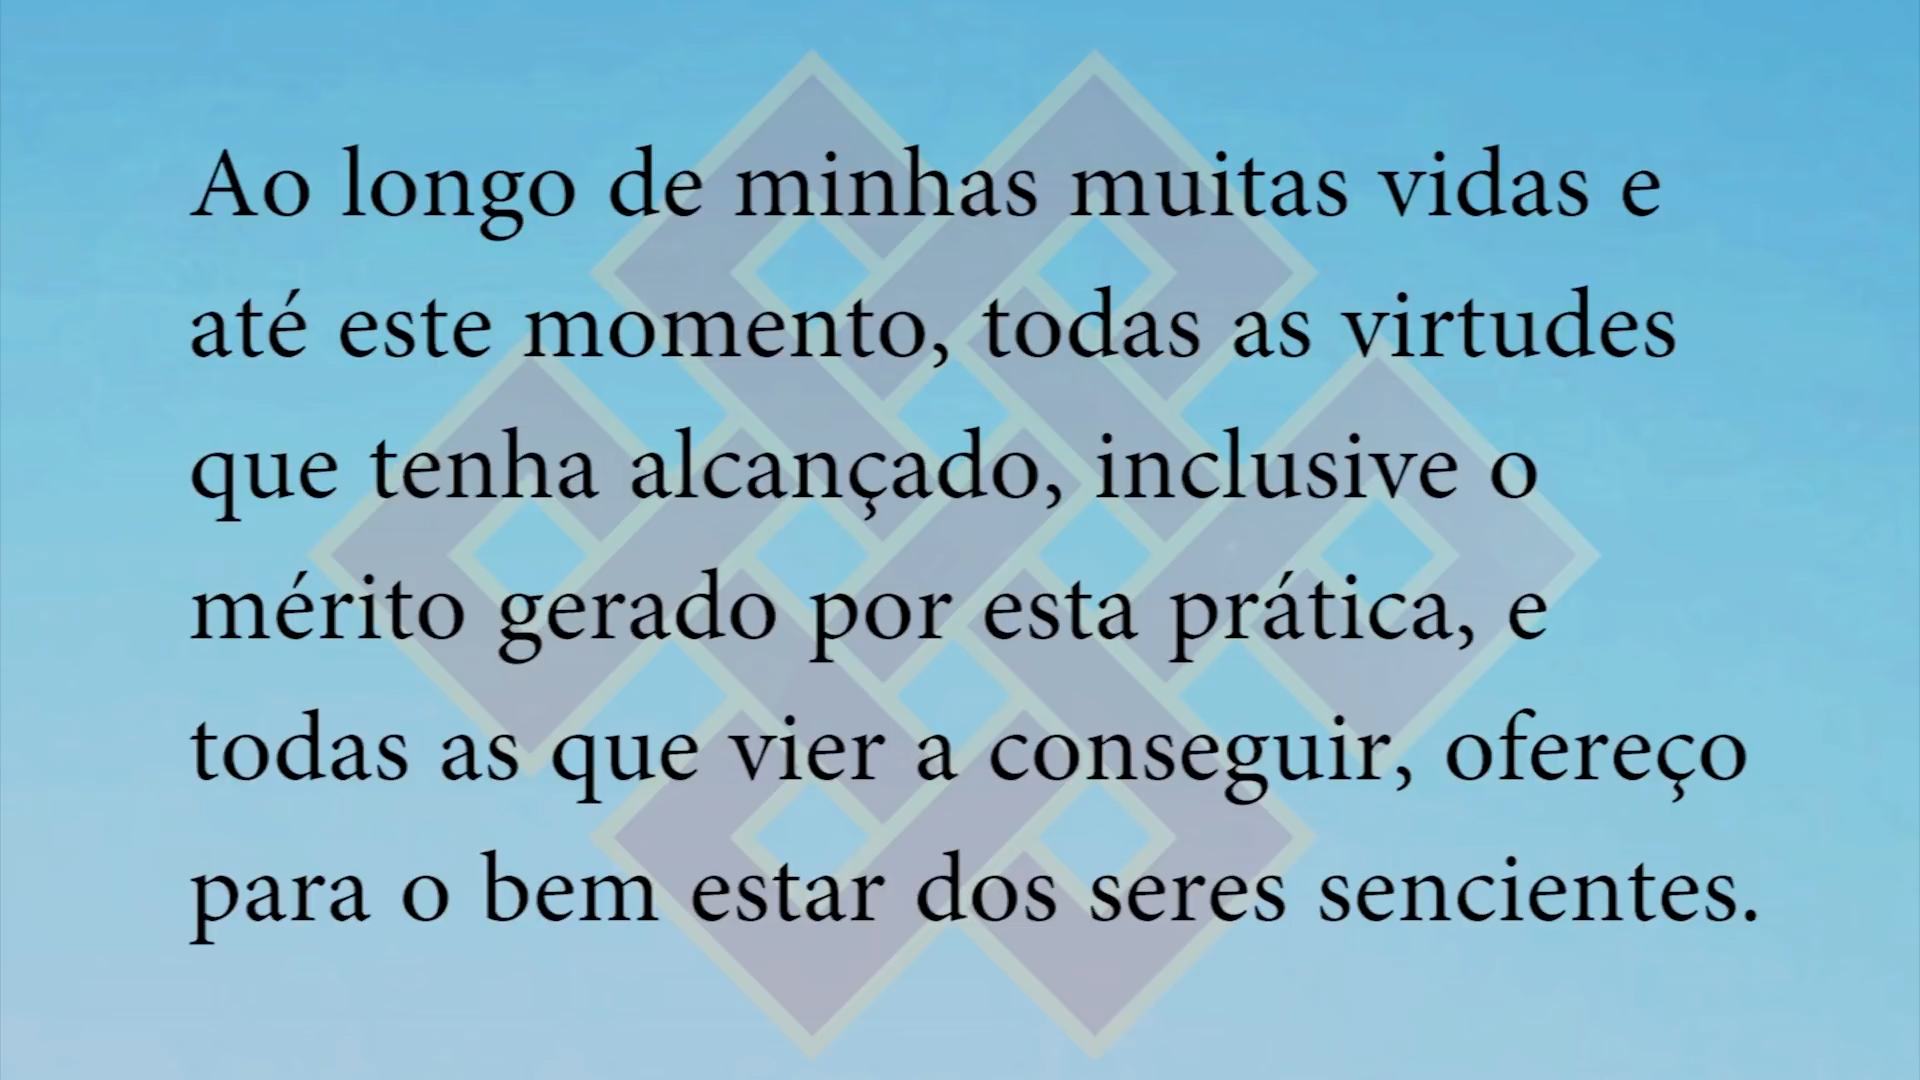 Ao longo de minhas muitas vidas e
até este momento, todas as virtudes
que tenha alcançado, inclusive o
mérito gerado por esta prática, e
todas as que vier a conseguir, ofereço
para o bem estar dos seres sencientes.